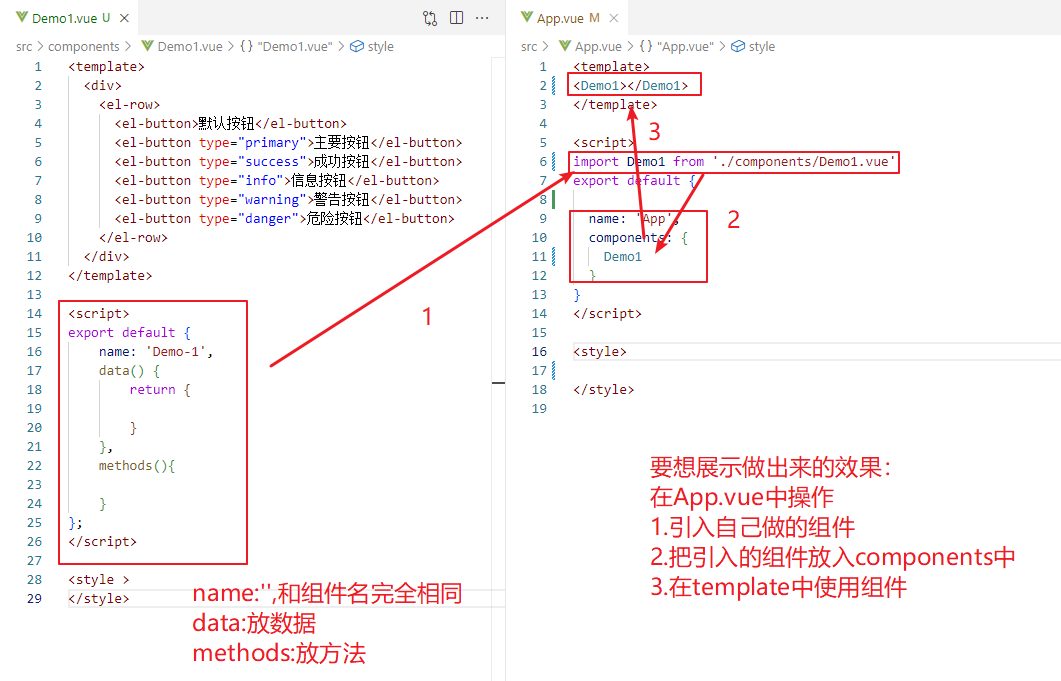 Demo1.vue U
src > components > Demo1.vue > {} "Demo1.vue" > style
1 <template>
2 <div>
3 <el-row>
4 <el-button>默认按钮</el-button>
5 <el-button type="primary">主要按钮</el-button>
6 <el-button type="success">成功按钮</el-button>
7 <el-button type="info">信息按钮</el-button>
8 <el-button type="warning">警告按钮</el-button>
9 <el-button type="danger">危险按钮</el-button>
10 </el-row>
11 </div>
12 </template>
13
14 <script>
15 export default {
16 name: 'Demo-1',
17 data() {
18 return {
19
20 }
21 },
22 methods(){
23
24 }
25 };
26 </script>
27
28 <style >
29 </style>
name:'',和组件名完全相同
data:放数据
methods:放方法
1
App.vue M
src > App.vue > {} "App.vue" > style
1 <template>
2 <Demo1></Demo1>
3 </template>
4
5 <script>
6 import Demo1 from './components/Demo1.vue'
7 export default {
8
9 name: 'App',
10 components: {
11 Demo1
12 }
13 }
14 </script>
15
16 <style>
17
18 </style>
19
3
2
要想展示做出来的效果：
在App.vue中操作
1.引入自己做的组件
2.把引入的组件放入components中
3.在template中使用组件